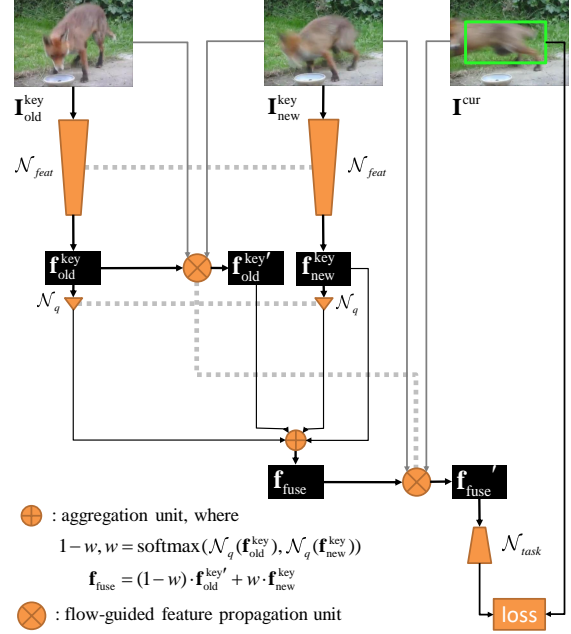 I_old^key I_new^key I^cur
N_feat N_feat
f_old^key f_old^key′ f_new^key
N_q N_q
f_fuse f_fuse′
⊕ : aggregation unit, where
1−w, w = softmax(N_q(f_old^key), N_q(f_new^key))
N_task
f_fuse = (1−w)·f_old^key′ + w·f_new^key
⊗ : flow-guided feature propagation unit
loss